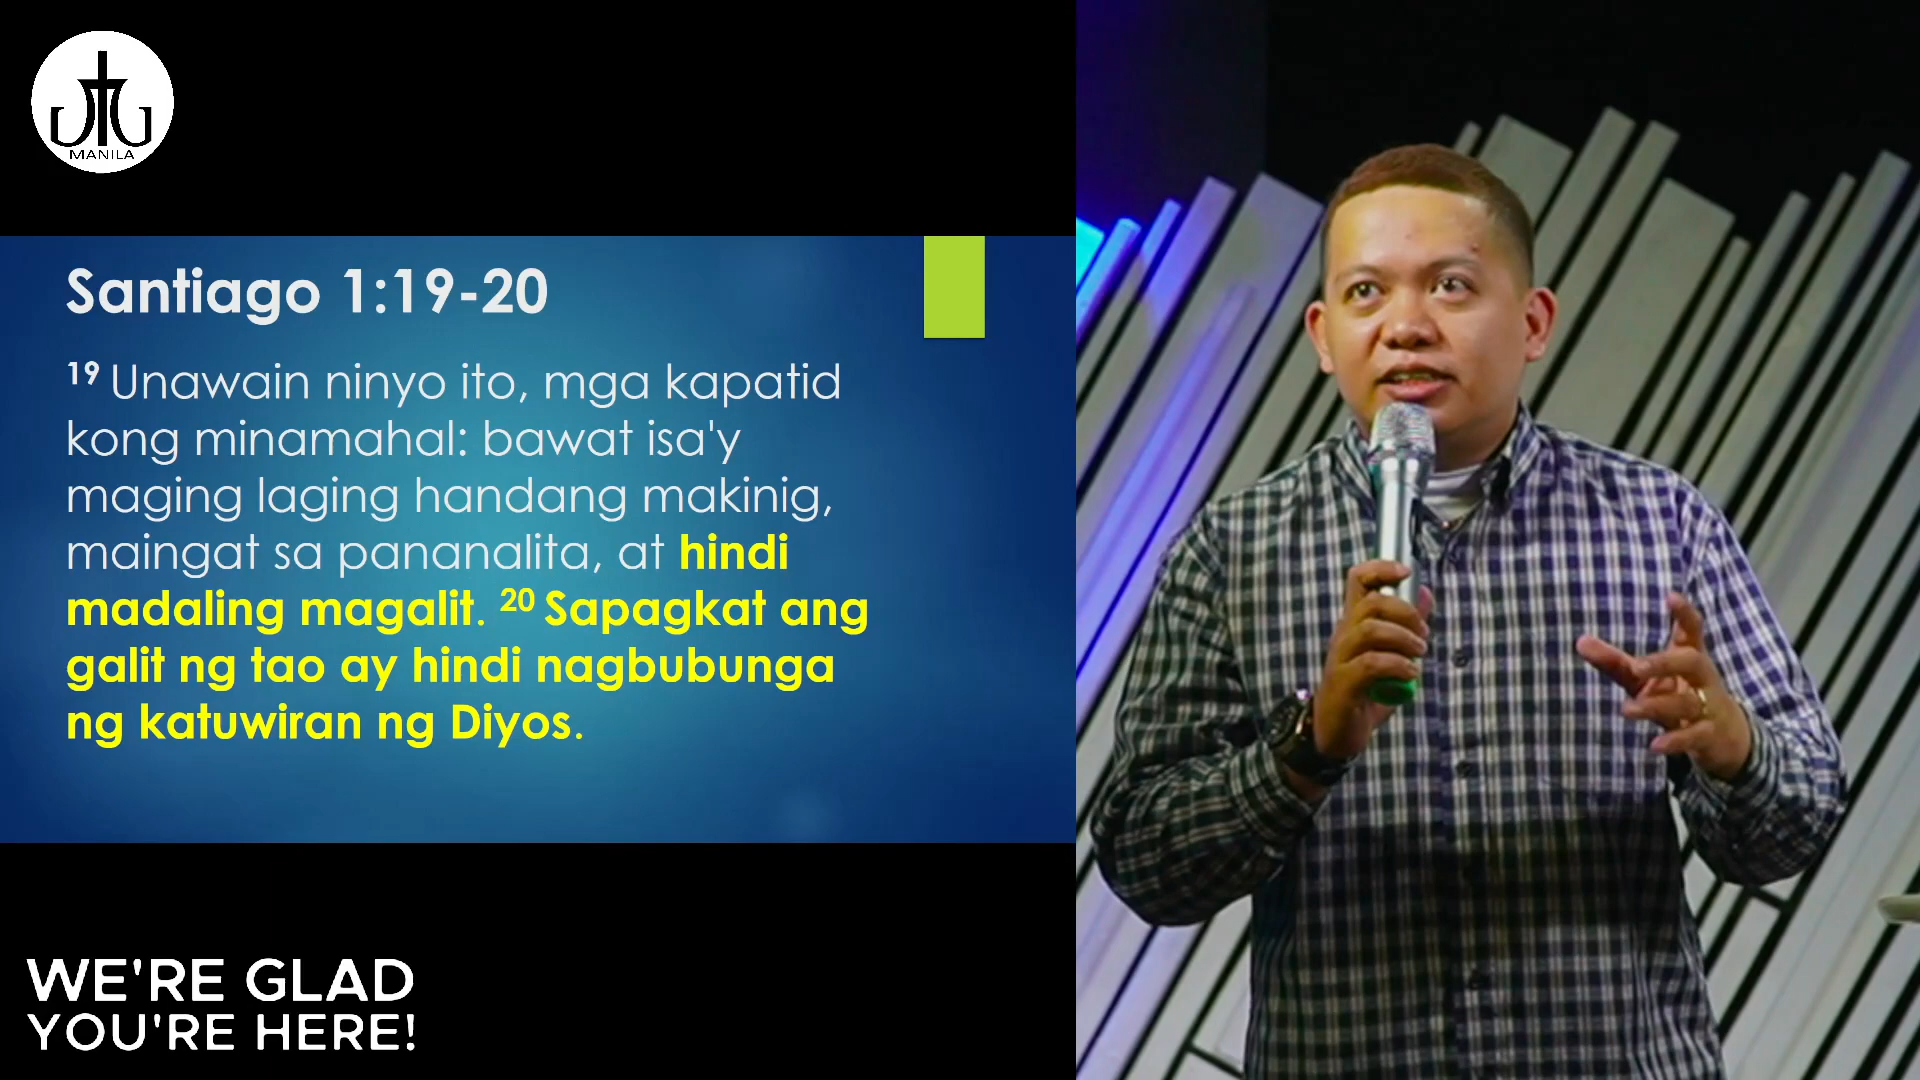 JTG
MANILA
Santiago 1:19-20
19 Unawain ninyo ito, mga kapatid
kong minamahal: bawat isa'y
maging laging handang makinig,
maingat sa pananalita, at hindi
madaling magalit. 20 Sapagkat ang
galit ng tao ay hindi nagbubunga
ng katuwiran ng Diyos.
WE'RE GLAD
YOU'RE HERE!